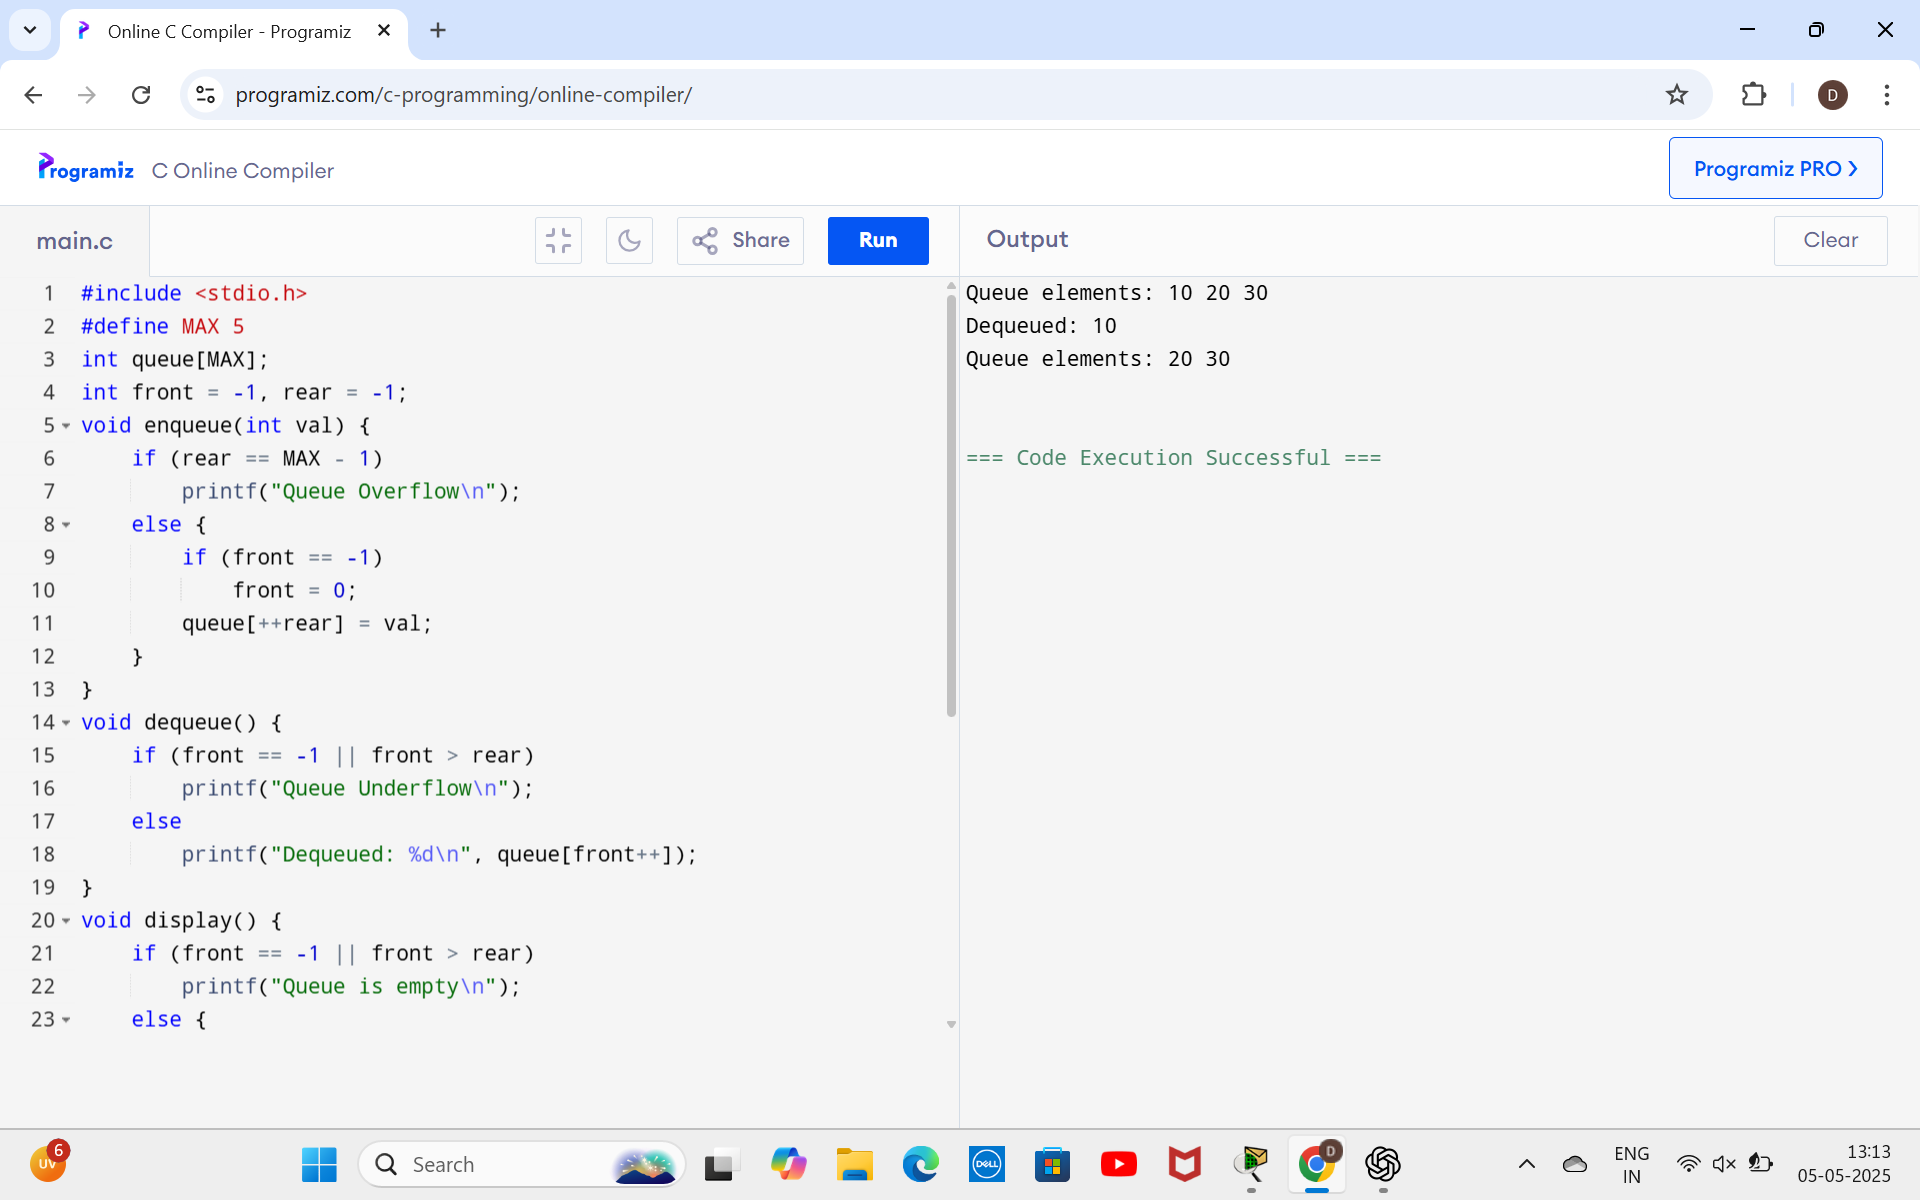 Online C Compiler - Programiz
programiz.com/c-programming/online-compiler/
D
Programiz C Online Compiler
Programiz PRO ❯
main.c
Share
Run
Output
Clear
1 #include <stdio.h>
2 #define MAX 5
3 int queue[MAX];
4 int front = -1, rear = -1;
5 void enqueue(int val) {
6     if (rear == MAX - 1)
7         printf("Queue Overflow\n");
8     else {
9         if (front == -1)
10             front = 0;
11         queue[++rear] = val;
12     }
13 }
14 void dequeue() {
15     if (front == -1 || front > rear)
16         printf("Queue Underflow\n");
17     else
18         printf("Dequeued: %d\n", queue[front++]);
19 }
20 void display() {
21     if (front == -1 || front > rear)
22         printf("Queue is empty\n");
23     else {
Queue elements: 10 20 30
Dequeued: 10
Queue elements: 20 30
=== Code Execution Successful ===
6
UV
Search
DELL
D
ENG
IN
13:13
05-05-2025